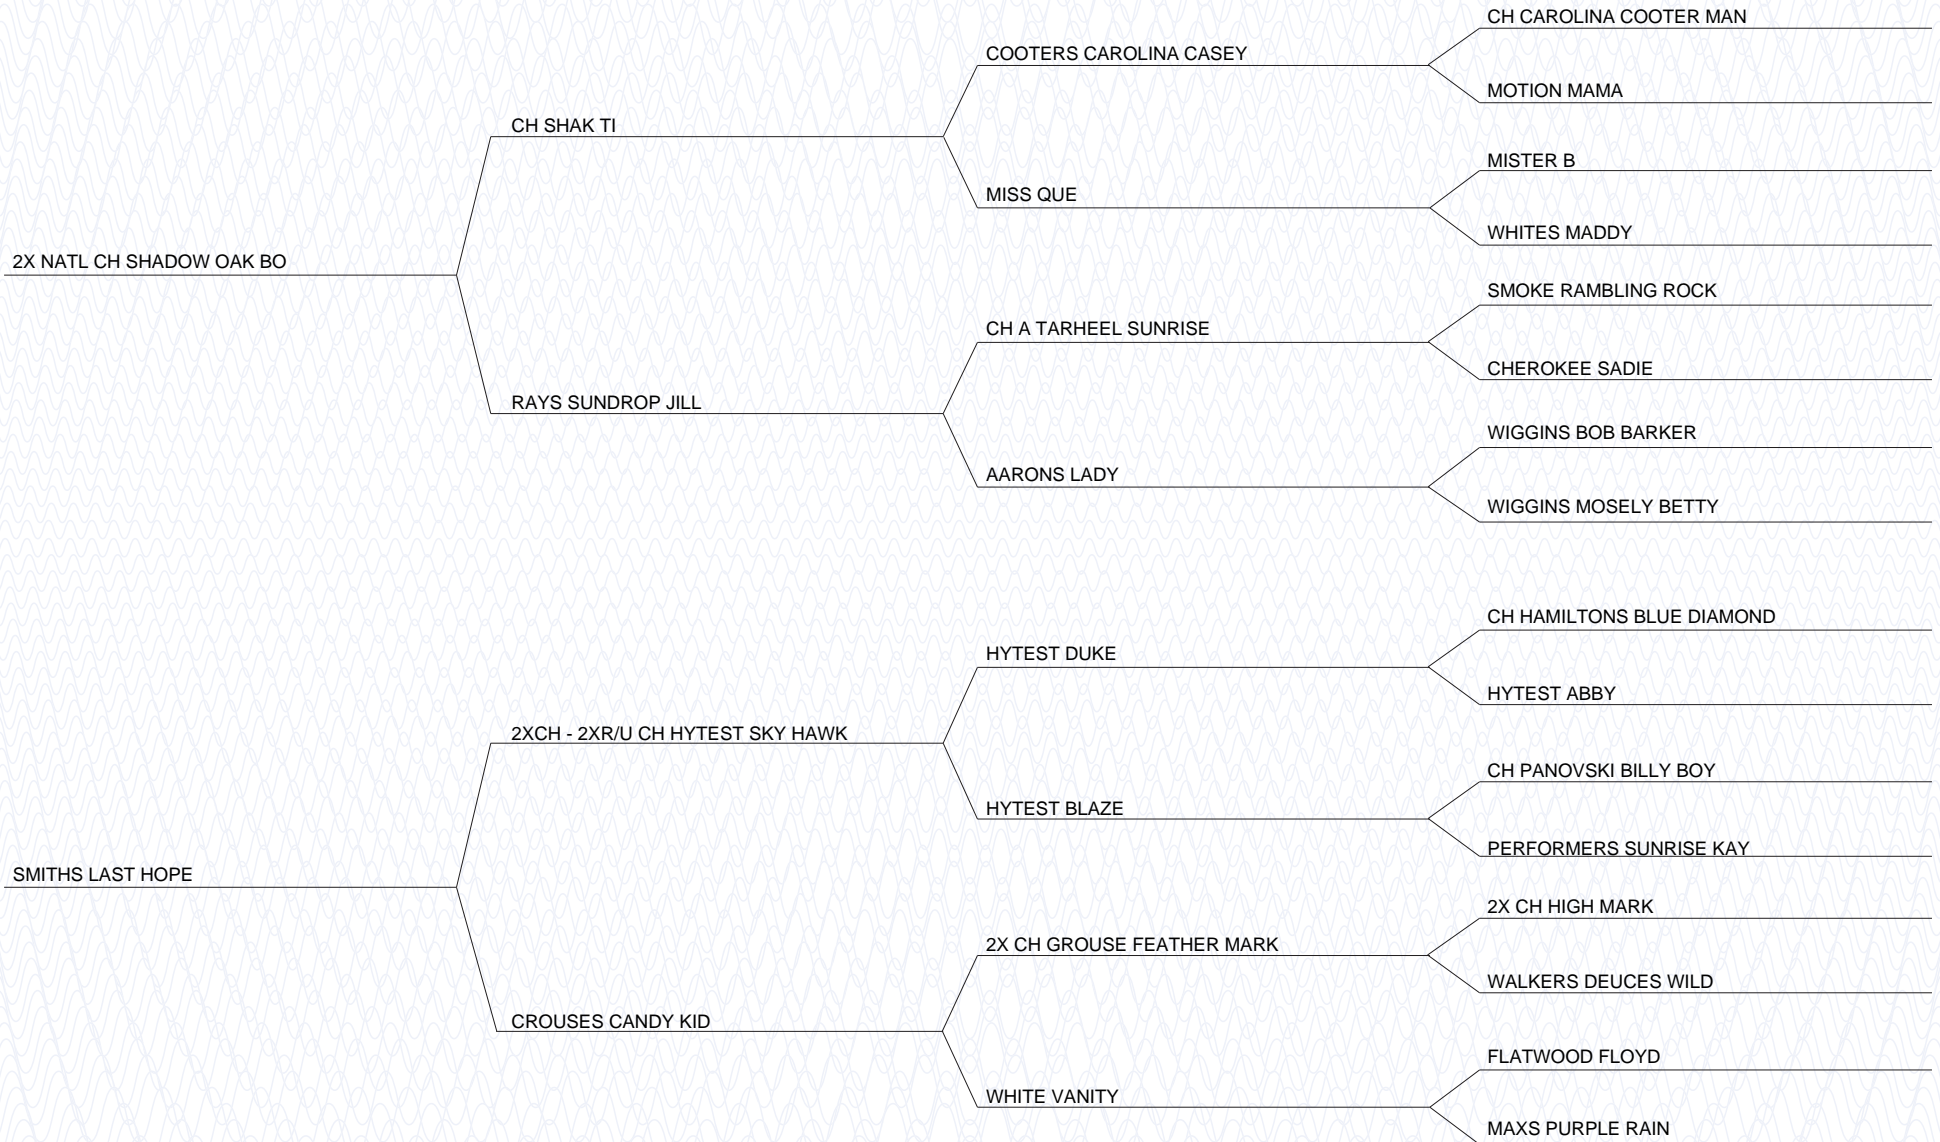 CH CAROLINA COOTER MAN
COOTERS CAROLINA CASEY
MOTION MAMA
CH SHAK TI
MISTER B
MISS QUE
WHITES MADDY
2X NATL CH SHADOW OAK BO
SMOKE RAMBLING ROCK
CH A TARHEEL SUNRISE
CHEROKEE SADIE
RAYS SUNDROP JILL
WIGGINS BOB BARKER
AARONS LADY
WIGGINS MOSELY BETTY
CH HAMILTONS BLUE DIAMOND
HYTEST DUKE
HYTEST ABBY
2XCH - 2XR/U CH HYTEST SKY HAWK
CH PANOVSKI BILLY BOY
HYTEST BLAZE
PERFORMERS SUNRISE KAY
SMITHS LAST HOPE
2X CH HIGH MARK
2X CH GROUSE FEATHER MARK
WALKERS DEUCES WILD
CROUSES CANDY KID
FLATWOOD FLOYD
WHITE VANITY
MAXS PURPLE RAIN